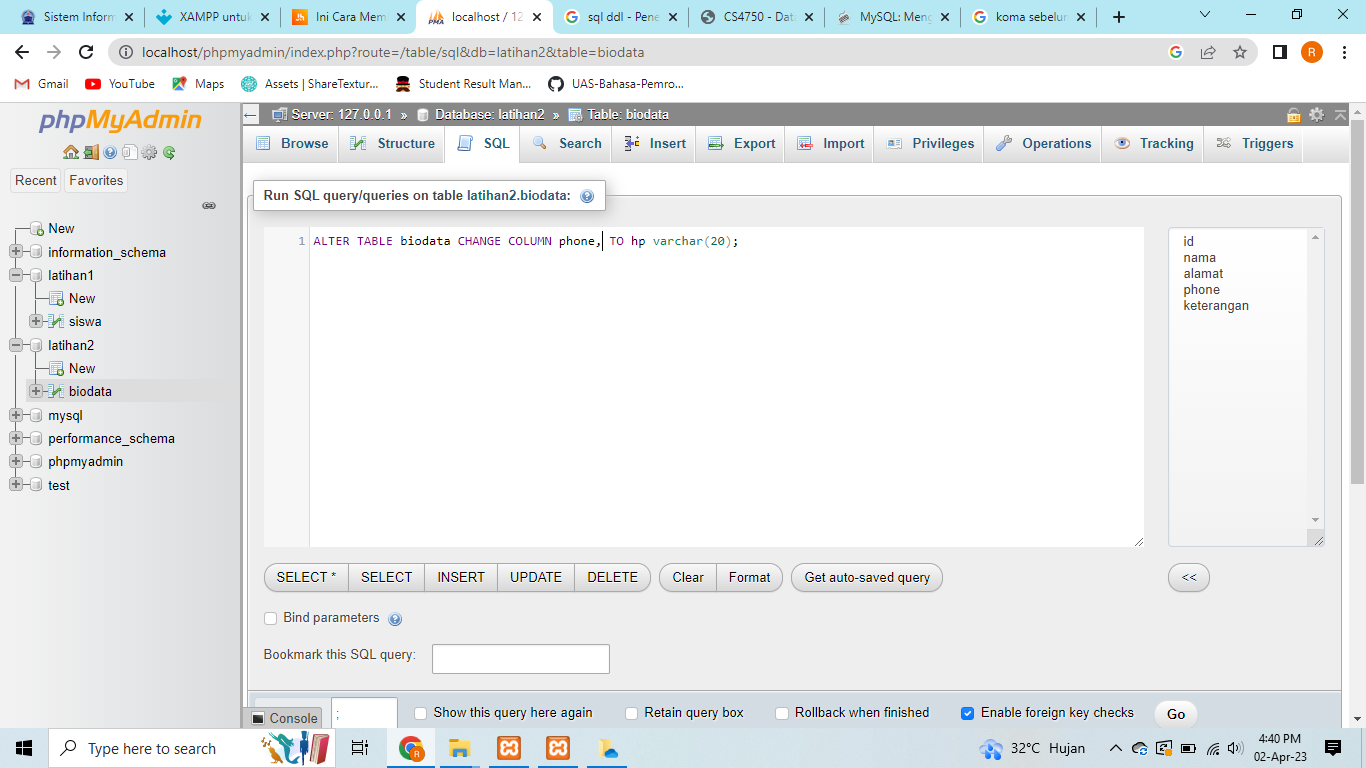 Sistem Inform
XAMPP untuk
Ini Cara Mem
localhost / 12
sql ddl - Pene
CS4750 - Data
MySQL: Meng
koma sebelur
localhost/phpmyadmin/index.php?route=/table/sql&db=latihan2&table=biodata
R
Gmail
YouTube
Maps
Assets | ShareTextur...
Student Result Man...
UAS-Bahasa-Pemro...
phpMyAdmin
Recent
Favorites
New
information_schema
latihan1
New
siswa
latihan2
New
biodata
mysql
performance_schema
phpmyadmin
test
Server: 127.0.0.1 » Database: latihan2 » Table: biodata
Browse
Structure
SQL
Search
Insert
Export
Import
Privileges
Operations
Tracking
Triggers
Run SQL query/queries on table latihan2.biodata:
1 ALTER TABLE biodata CHANGE COLUMN phone, TO hp varchar(20);
id
nama
alamat
phone
keterangan
SELECT *
SELECT
INSERT
UPDATE
DELETE
Clear
Format
Get auto-saved query
<<
Bind parameters
Bookmark this SQL query:
Console
;
Show this query here again
Retain query box
Rollback when finished
Enable foreign key checks
Go
Type here to search
32°C Hujan
4:40 PM
02-Apr-23